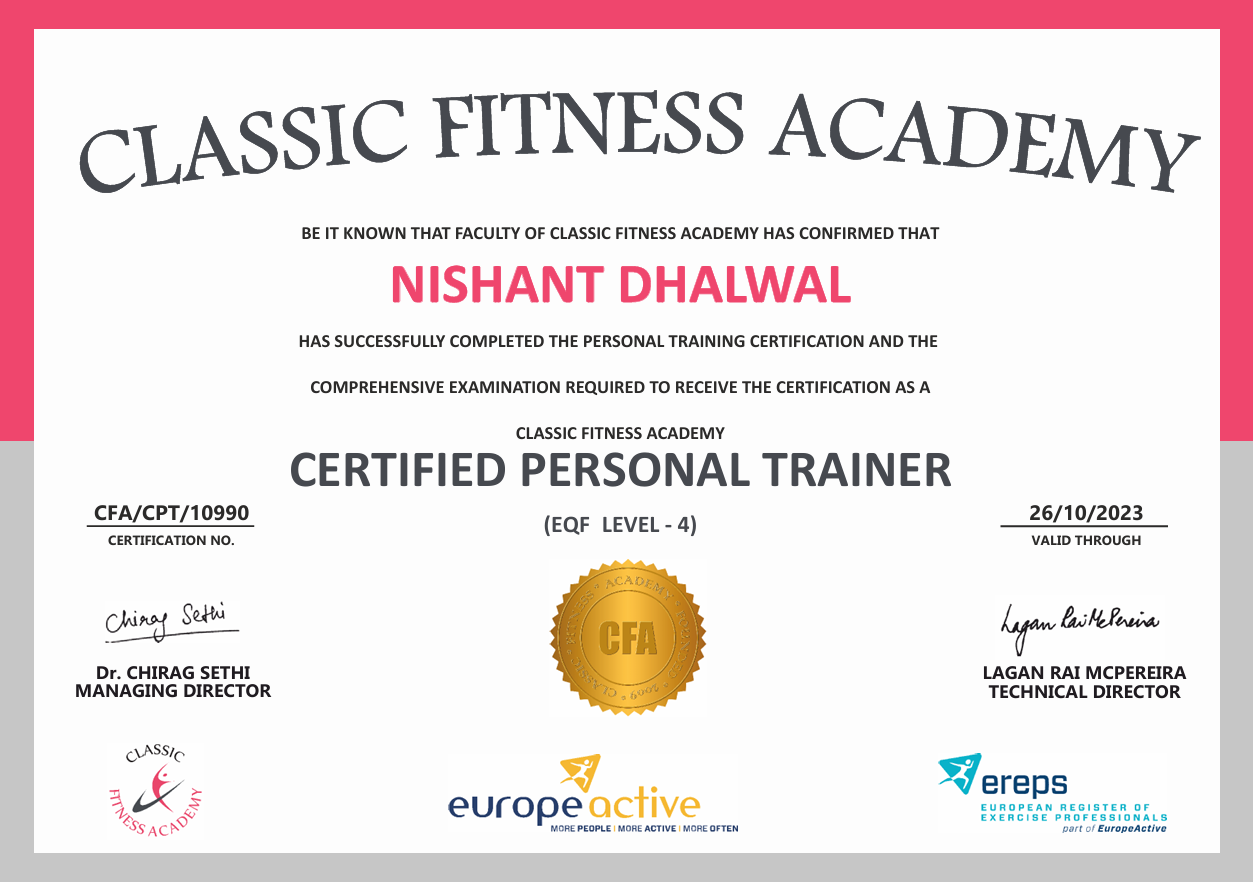 CLASSIC FITNESS ACADEMY
BE IT KNOWN THAT FACULTY OF CLASSIC FITNESS ACADEMY HAS CONFIRMED THAT
NISHANT DHALWAL
HAS SUCCESSFULLY COMPLETED THE PERSONAL TRAINING CERTIFICATION AND THE
COMPREHENSIVE EXAMINATION REQUIRED TO RECEIVE THE CERTIFICATION AS A
CLASSIC FITNESS ACADEMY
CERTIFIED PERSONAL TRAINER
(EQF LEVEL - 4)
CFA/CPT/10990
CERTIFICATION NO.
26/10/2023
VALID THROUGH
CLASSIC FITNESS ACADEMY FOUNDED 2009
CFA
Chirag Sethi
Dr. CHIRAG SETHI
MANAGING DIRECTOR
Lagan Rai McPereira
LAGAN RAI MCPEREIRA
TECHNICAL DIRECTOR
CLASSIC
FITNESS ACADEMY
europe active
MORE PEOPLE | MORE ACTIVE | MORE OFTEN
ereps
EUROPEAN REGISTER OF
EXERCISE PROFESSIONALS
part of EuropeActive